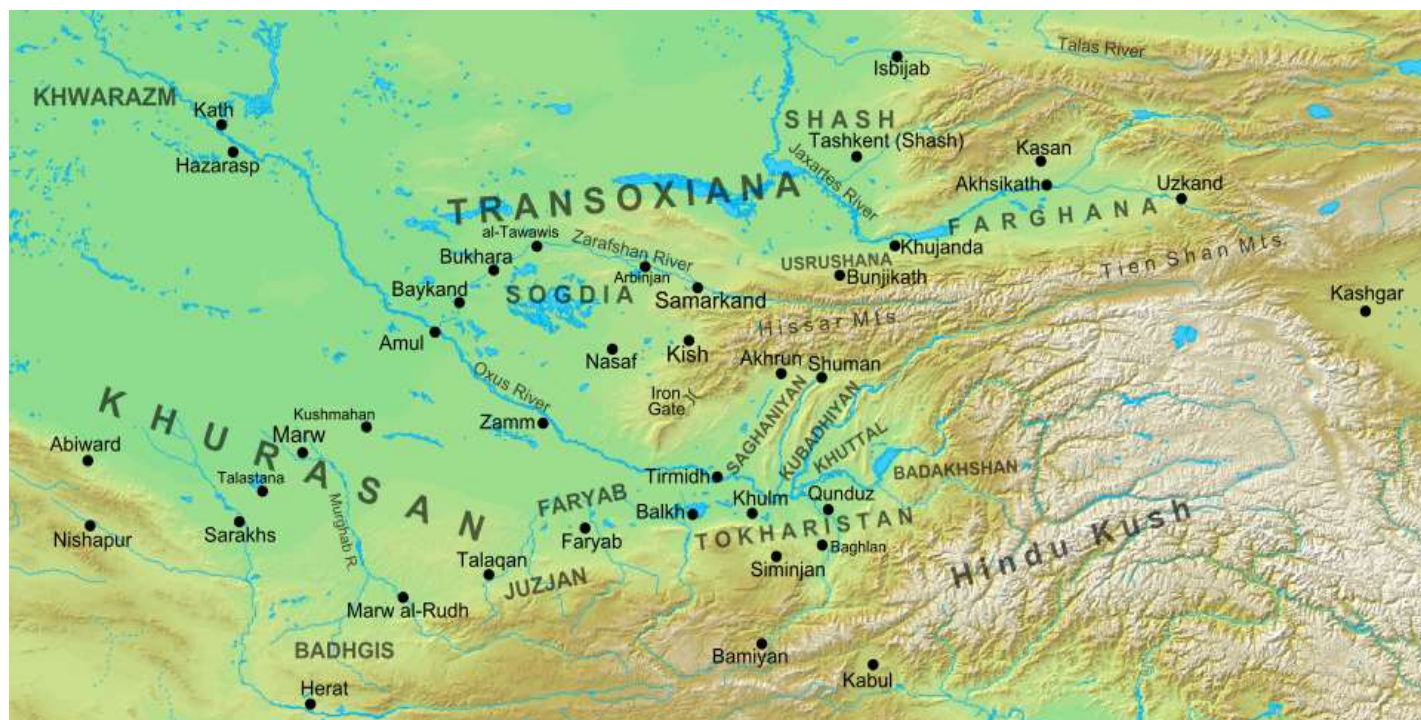 Talas River
Isbijab
KHWARAZM
Kath
SHASH
Tashkent (Shash)
Hazarasp
Kasan
Jaxartes River
Akhsikath
Uzkand
TRANSOXIANA
FARGHANA
al-Tawawis
Zarafshan River
Khujanda
Bukhara
USRUSHANA
Tien Shan Mts.
Arbinjan
Bunjikath
Baykand
SOGDIA
Samarkand
Kashgar
Hissar Mts.
Amul
Nasaf
Kish
Akhrun
Shuman
Oxus River
Iron
Gate
KHURASAN
Kushmahan
Zamm
SAGHANIYAN
KUBADHIYAN
KHUTTAL
Abiward
Marw
BADAKHSHAN
Talastana
Tirmidh
Murghab R.
FARYAB
Khulm
Qunduz
Balkh
Hindu Kush
Nishapur
Sarakhs
Faryab
TOKHARISTAN
Baghlan
Talaqan
Siminjan
JUZJAN
Marw al-Rudh
BADHGIS
Bamiyan
Kabul
Herat